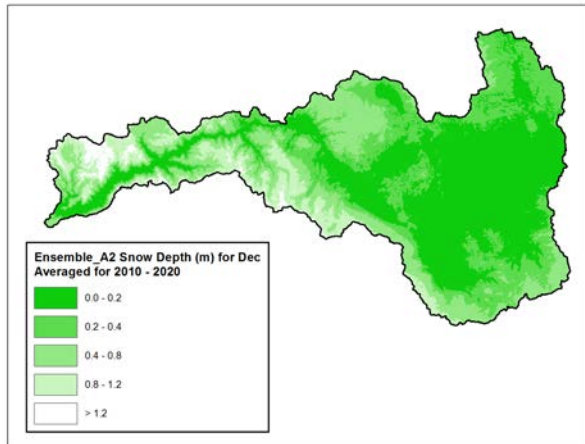 Ensemble_A2 Snow Depth (m) for Dec
Averaged for 2010 - 2020
0.0 - 0.2
0.2 - 0.4
0.4 - 0.8
0.8 - 1.2
> 1.2